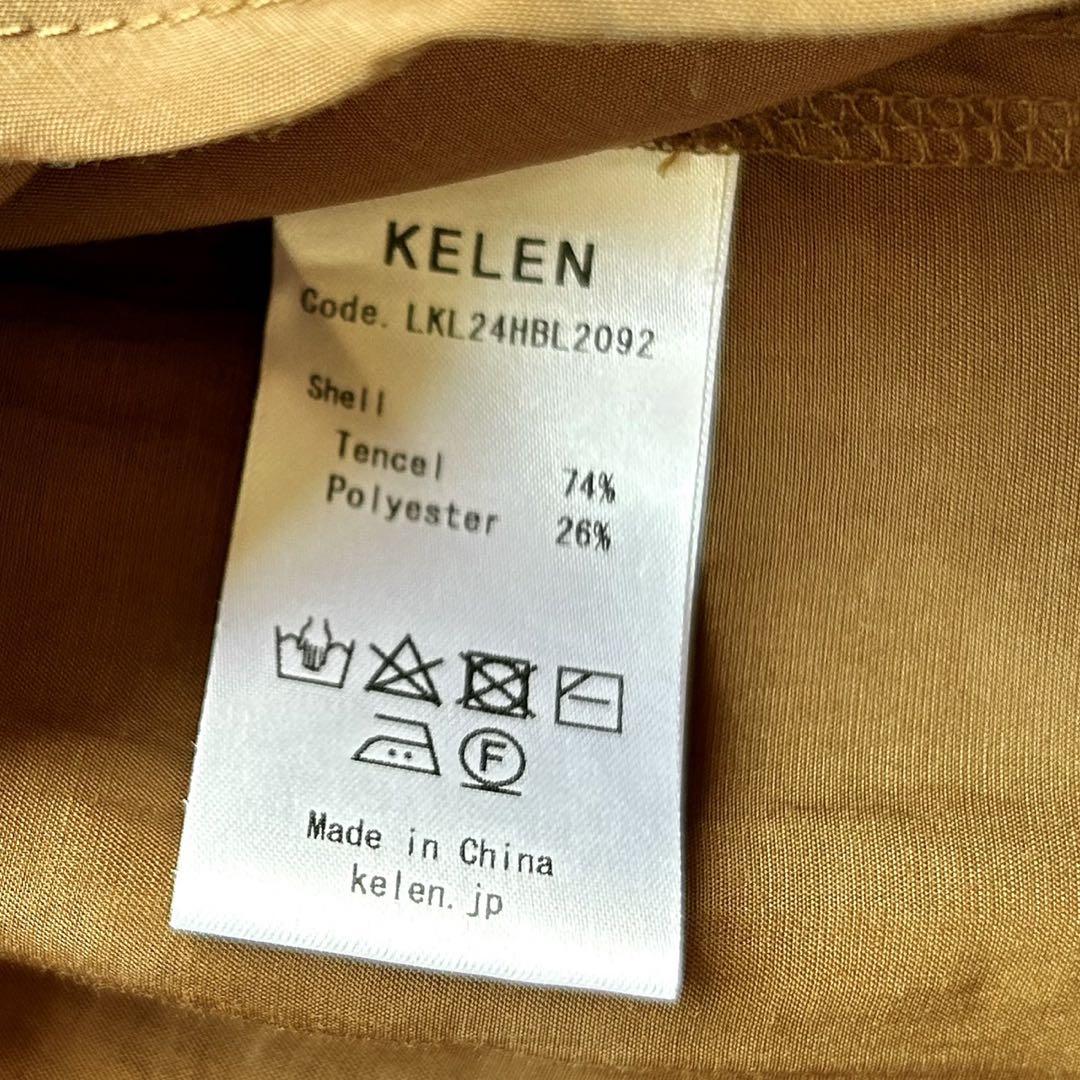 KELEN
Code. LKL24HBL2092
Shell
Tencel 74%
Polyester 26%
F
Made in China
kelen.jp